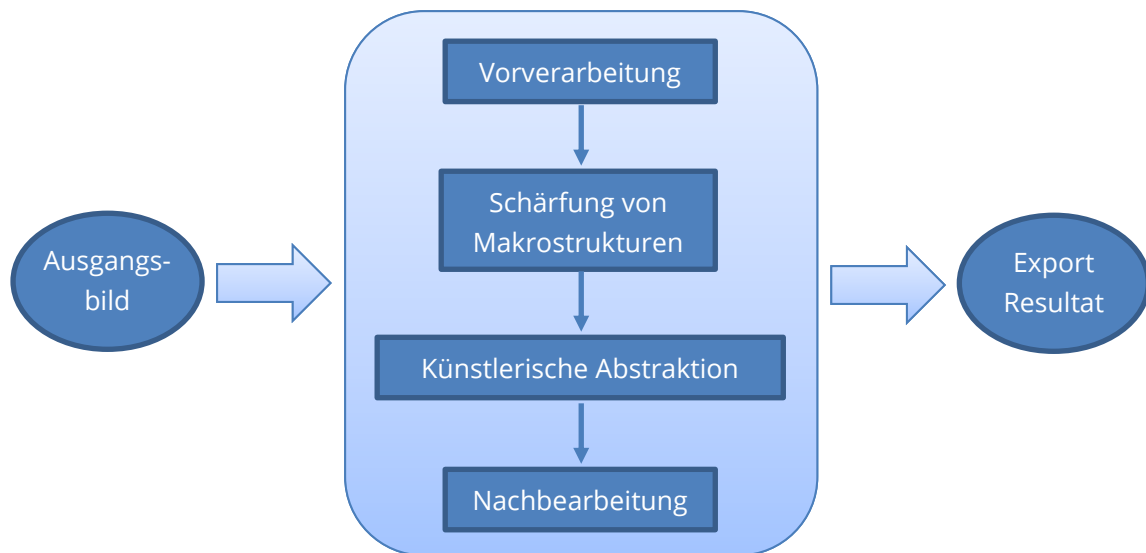 Ausgangs-
bild
Vorverarbeitung
Schärfung von
Makrostrukturen
Künstlerische Abstraktion
Nachbearbeitung
Export
Resultat